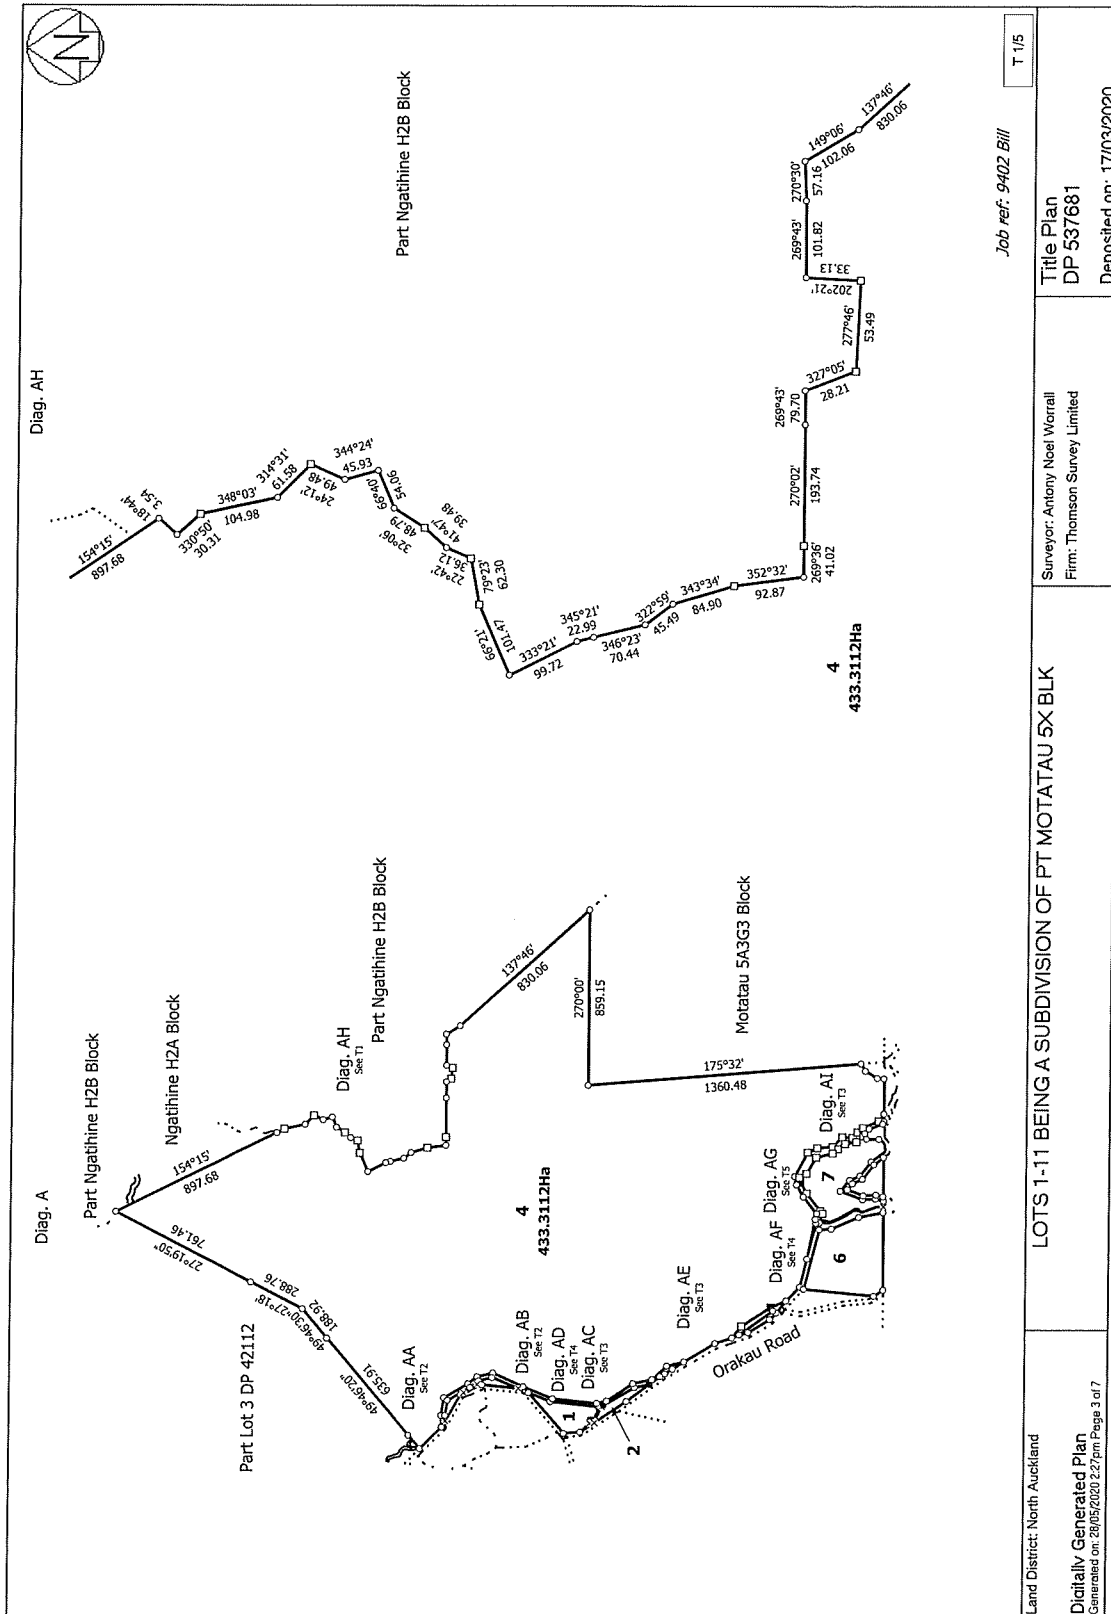 Diag. A
Part Ngatihine H2B Block
Ngatihine H2A Block
154°15'
897.68
27°19'50"
761.46
27°18'
288.76
49°46'30"
188.92
49°46'20"
635.91
Part Lot 3 DP 42112
Diag. AH
See T1
Part Ngatihine H2B Block
137°46'
830.06
270°00'
859.15
Motatau 5A3G3 Block
175°32'
1360.48
4
433.3112Ha
Diag. AA
See T2
Diag. AB
See T2
Diag. AD
See T4
Diag. AC
See T3
Diag. AE
See T3
Diag. AF
See T4
Diag. AG
See T5
Diag. AI
See T3
1
2
6
7
Orakau Road
Diag. AH
N
154°15'
897.68
18°44'
3.54
330°50'
30.31
348°03'
104.98
314°31'
61.58
24°12'
49.48
344°24'
45.93
66°40'
54.06
32°06'
48.79
41°47'
39.48
22°42'
36.12
79°23'
62.30
66°21'
101.47
333°21'
99.72
345°21'
22.99
346°23'
70.44
322°59'
45.49
343°34'
84.90
352°32'
92.87
269°36'
41.02
270°02'
193.74
269°43'
79.70
327°05'
28.21
277°46'
53.49
202°21'
33.13
269°43'
101.82
270°30'
57.16
149°06'
102.06
137°46'
830.06
Part Ngatihine H2B Block
4
433.3112Ha
Job ref: 9402 Bill
T 1/5
Land District: North Auckland
Digitally Generated Plan
Generated on: 28/05/2020 2:27pm Page 3 of 7
LOTS 1-11 BEING A SUBDIVISION OF PT MOTATAU 5X BLK
Surveyor: Antony Noel Worrall
Firm: Thomson Survey Limited
Title Plan
DP 537681
Deposited on: 17/03/2020